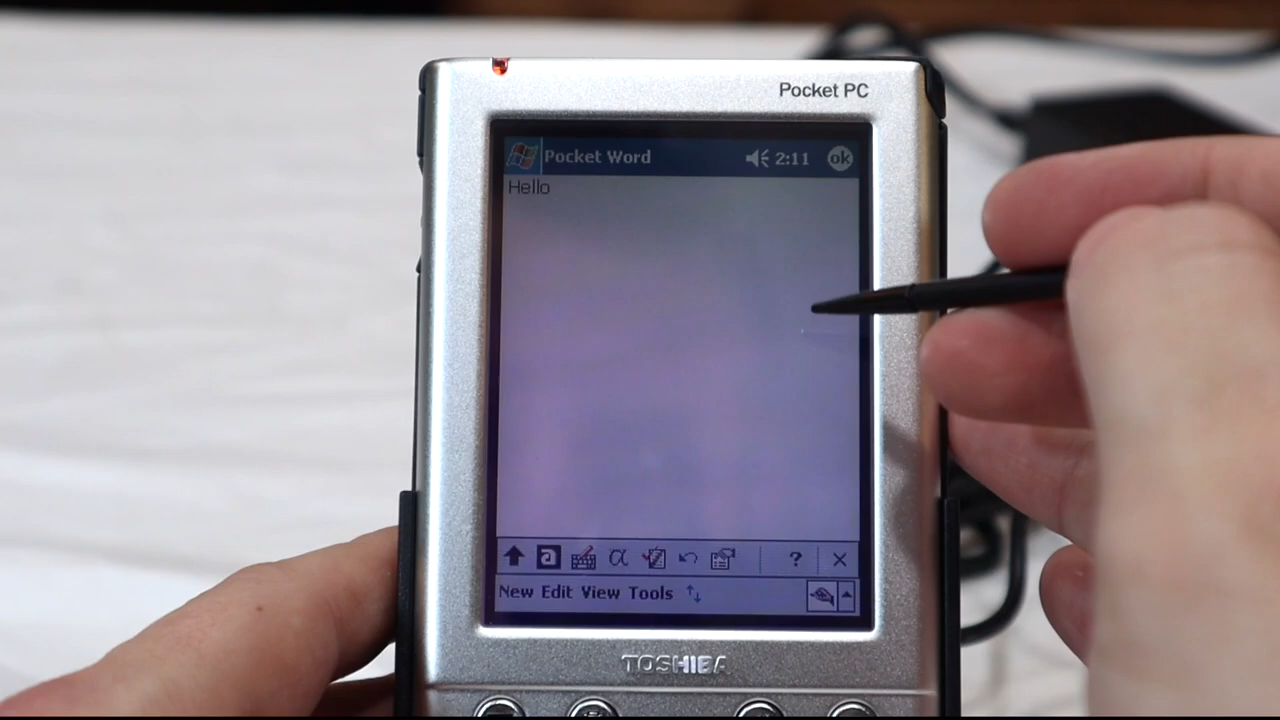 Pocket PC
Pocket Word 2:11 ok
Hello
a α ? ×
New Edit View Tools
TOSHIBA